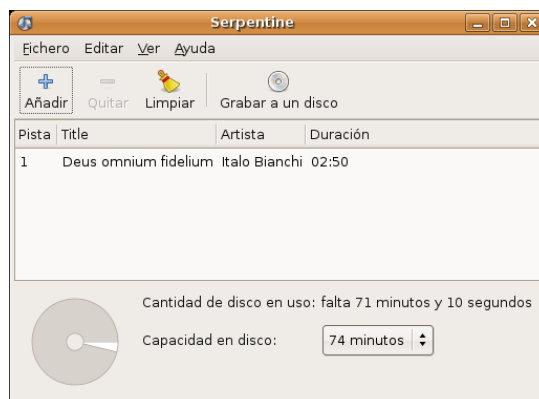 Serpentine
Fichero Editar Ver Ayuda
Añadir Quitar Limpiar Grabar a un disco
Pista Title Artista Duración
1 Deus omnium fidelium Italo Bianchi 02:50
Cantidad de disco en uso: falta 71 minutos y 10 segundos
Capacidad en disco: 74 minutos